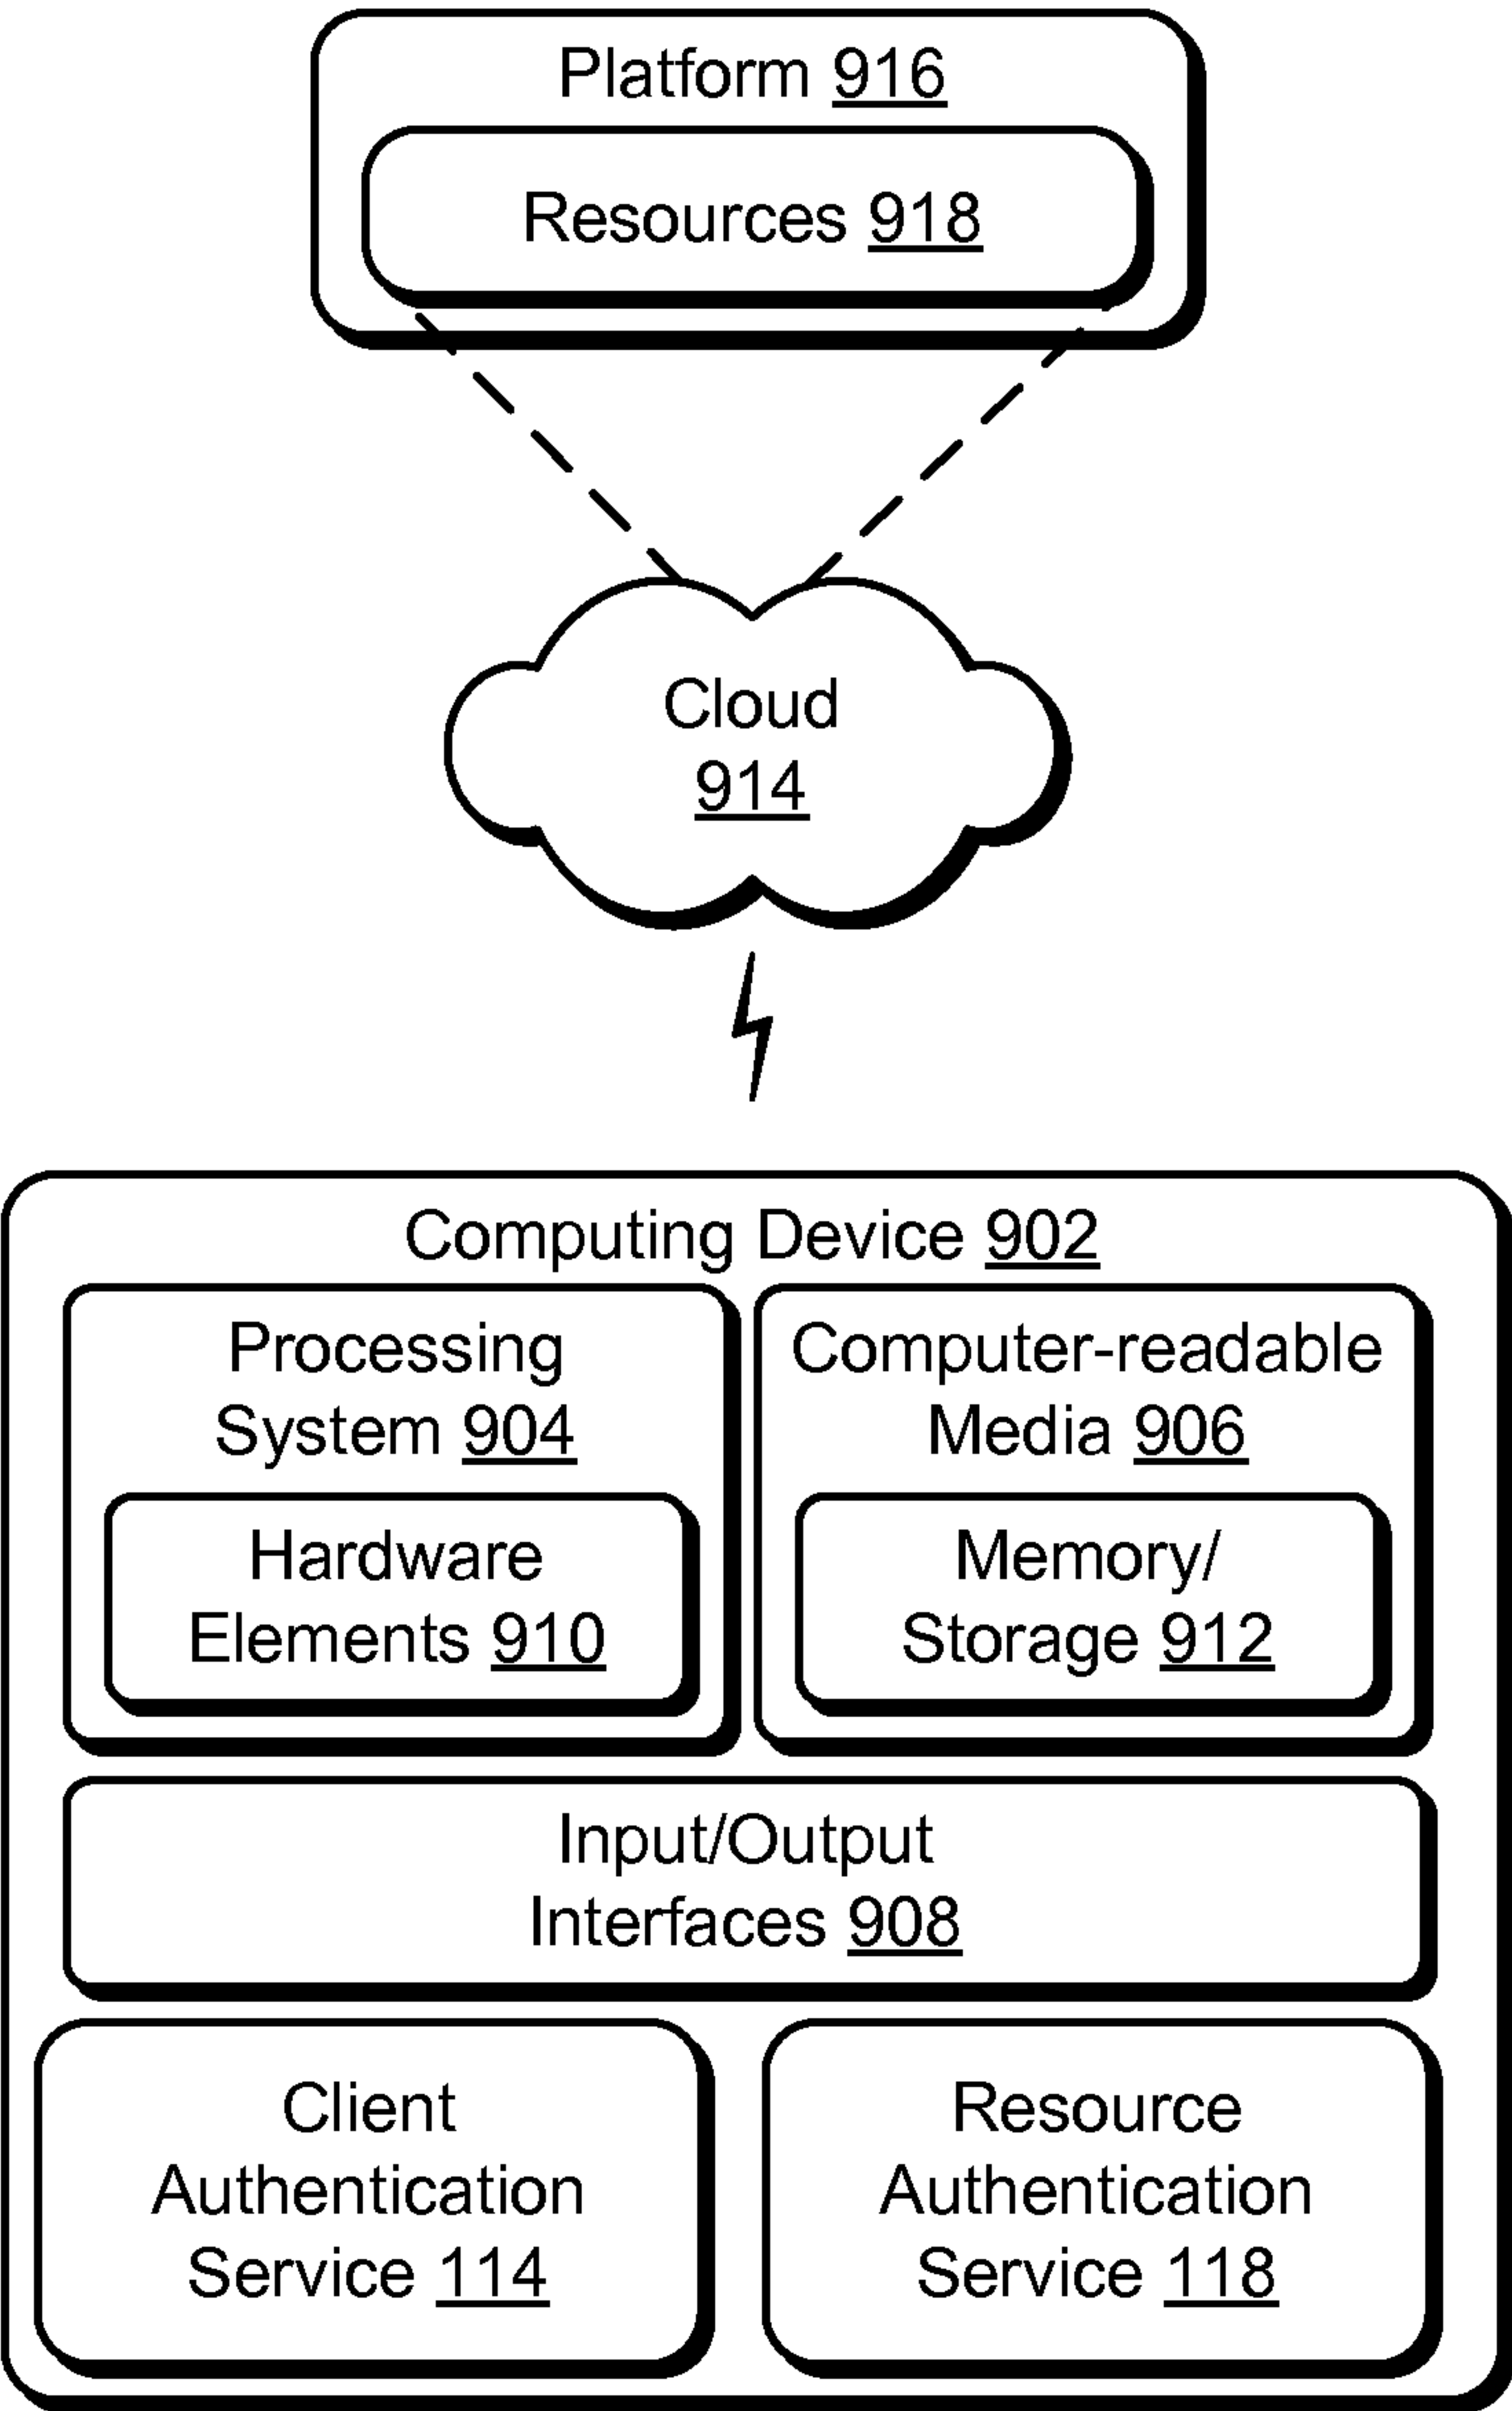 Platform 916
Resources 918
Cloud
914
Computing Device 902
Processing
System 904
Hardware
Elements 910
Computer-readable
Media 906
Memory/
Storage 912
Input/Output
Interfaces 908
Client
Authentication
Service 114
Resource
Authentication
Service 118